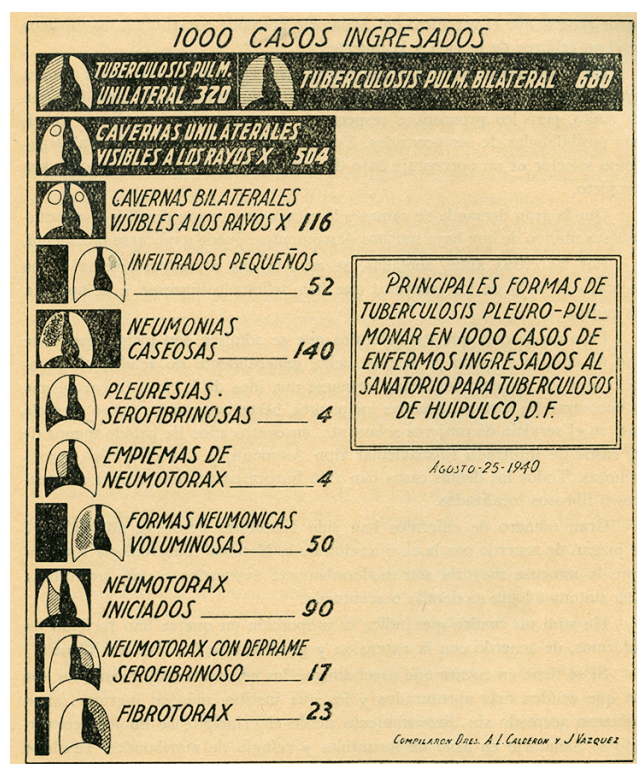 1000 CASOS INGRESADOS
TUBERCULOSIS PULM.
UNILATERAL 320
TUBERCULOSIS PULM. BILATERAL 680
CAVERNAS UNILATERALES
VISIBLES A LOS RAYOS X 504
CAVERNAS BILATERALES
VISIBLES A LOS RAYOS X 116
INFILTRADOS PEQUEÑOS
52
NEUMONIAS
CASEOSAS 140
PLEURESIAS.
SEROFIBRINOSAS 4
EMPIEMAS DE
NEUMOTORAX 4
FORMAS NEUMONICAS
VOLUMINOSAS 50
NEUMOTORAX
INICIADOS 90
NEUMOTORAX CON DERRAME
SEROFIBRINOSO 17
FIBROTORAX 23
PRINCIPALES FORMAS DE
TUBERCULOSIS PLEURO-PUL_
MONAR EN 1000 CASOS DE
ENFERMOS INGRESADOS AL
SANATORIO PARA TUBERCULOSOS
DE HUIPULCO, D.F.
AGOSTO-25-1940
COMPILARON DRES. A.L. CALDERON Y J VAZQUEZ